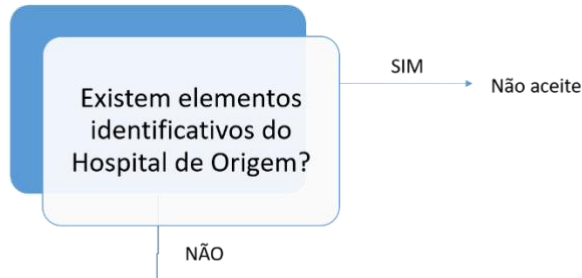 Existem elementos
identificativos do
Hospital de Origem?
SIM
Não aceite
NÃO